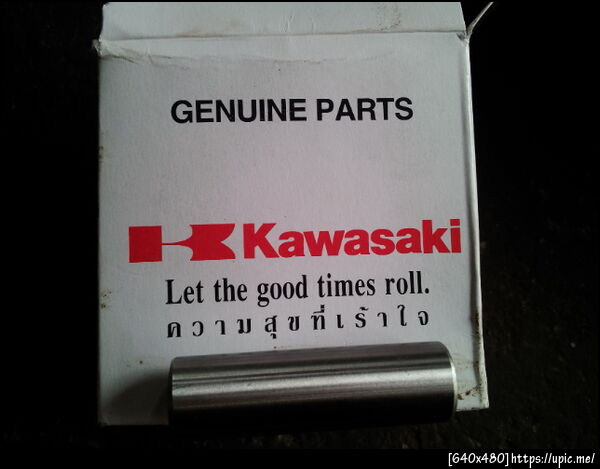 GENUINE PARTS
Kawasaki
Let the good times roll.
ความสุขที่เร้าใจ
[640x480]https://upic.me/